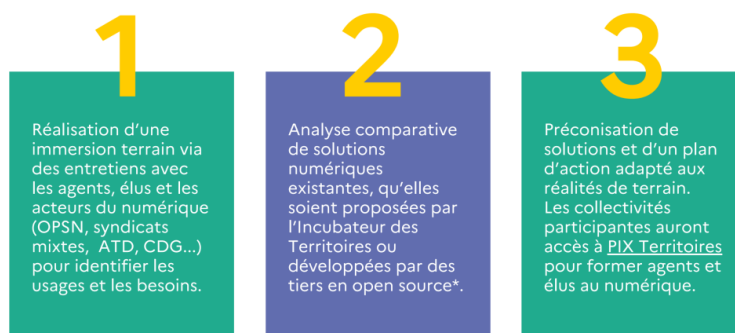 1
Réalisation d'une
immersion terrain via
des entretiens avec
les agents, élus et les
acteurs du numérique
(OPSN, syndicats
mixtes, ATD, CDG...)
pour identifier les
usages et les besoins.
2
Analyse comparative
de solutions
numériques
existantes, qu'elles
soient proposées par
l'Incubateur des
Territoires ou
développées par des
tiers en open source*.
3
Préconisation de
solutions et d'un plan
d'action adapté aux
réalités de terrain.
Les collectivités
participantes auront
accès à PIX Territoires
pour former agents et
élus au numérique.